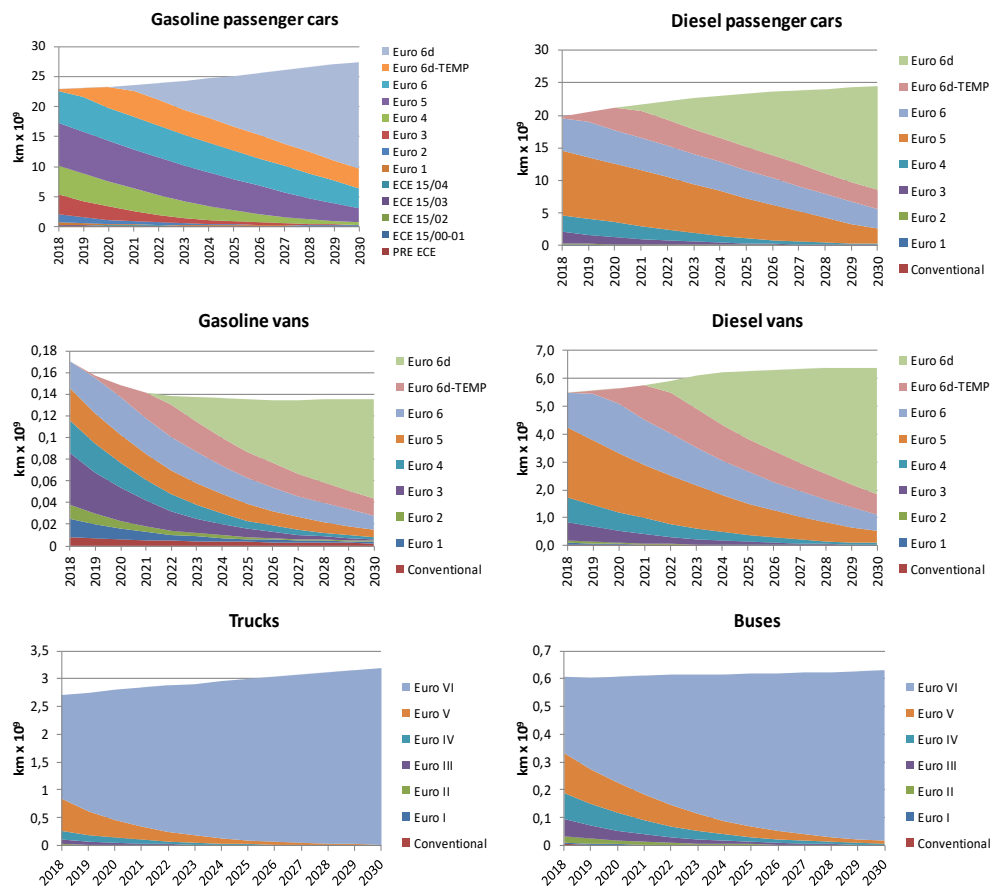 Gasoline passenger cars
km x 10⁹
30
25
20
15
10
5
0
2018
2019
2020
2021
2022
2023
2024
2025
2026
2027
2028
2029
2030
Euro 6d
Euro 6d-TEMP
Euro 6
Euro 5
Euro 4
Euro 3
Euro 2
Euro 1
ECE 15/04
ECE 15/03
ECE 15/02
ECE 15/00-01
PRE ECE
Diesel passenger cars
km x 10⁹
30
25
20
15
10
5
0
2018
2019
2020
2021
2022
2023
2024
2025
2026
2027
2028
2029
2030
Euro 6d
Euro 6d-TEMP
Euro 6
Euro 5
Euro 4
Euro 3
Euro 2
Euro 1
Conventional
Gasoline vans
km x 10⁹
0,18
0,16
0,14
0,12
0,1
0,08
0,06
0,04
0,02
0
2018
2019
2020
2021
2022
2023
2024
2025
2026
2027
2028
2029
2030
Euro 6d
Euro 6d-TEMP
Euro 6
Euro 5
Euro 4
Euro 3
Euro 2
Euro 1
Conventional
Diesel vans
km x 10⁹
7,0
6,0
5,0
4,0
3,0
2,0
1,0
0,0
2018
2019
2020
2021
2022
2023
2024
2025
2026
2027
2028
2029
2030
Euro 6d
Euro 6d-TEMP
Euro 6
Euro 5
Euro 4
Euro 3
Euro 2
Euro 1
Conventional
Trucks
km x 10⁹
3,5
3
2,5
2
1,5
1
0,5
0
2018
2019
2020
2021
2022
2023
2024
2025
2026
2027
2028
2029
2030
Euro VI
Euro V
Euro IV
Euro III
Euro II
Euro I
Conventional
Buses
km x 10⁹
0,7
0,6
0,5
0,4
0,3
0,2
0,1
0
2018
2019
2020
2021
2022
2023
2024
2025
2026
2027
2028
2029
2030
Euro VI
Euro V
Euro IV
Euro III
Euro II
Euro I
Conventional